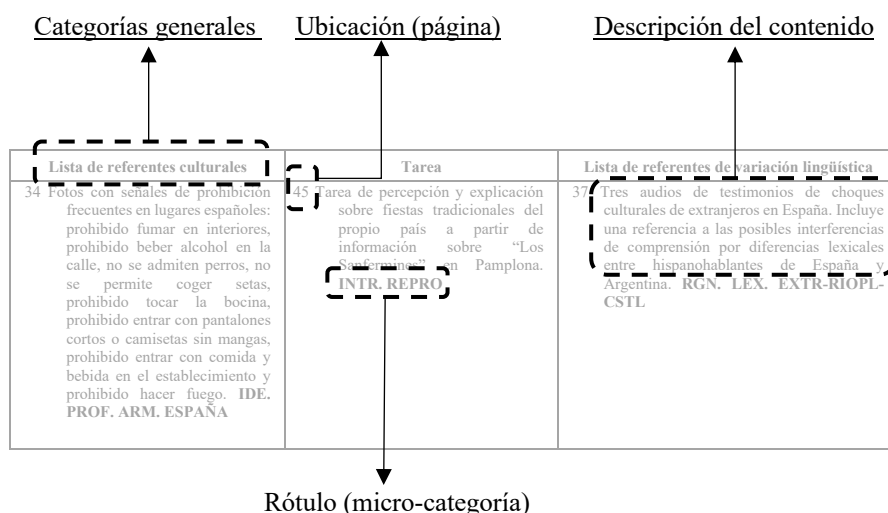 Categorías generales Ubicación (página) Descripción del contenido
Lista de referentes culturales Tarea Lista de referentes de variación lingüística
34 Fotos con señales de prohibición
frecuentes en lugares españoles:
prohibido fumar en interiores,
prohibido beber alcohol en la
calle, no se admiten perros, no
se permite coger setas,
prohibido tocar la bocina,
prohibido entrar con pantalones
cortos o camisetas sin mangas,
prohibido entrar con comida y
bebida en el establecimiento y
prohibido hacer fuego. IDE.
PROF. ARM. ESPAÑA
45 Tarea de percepción y explicación
sobre fiestas tradicionales del
propio país a partir de
información sobre “Los
Sanfermines” en Pamplona.
INTR. REPRO
37 Tres audios de testimonios de choques
culturales de extranjeros en España. Incluye
una referencia a las posibles interferencias
de comprensión por diferencias lexicales
entre hispanohablantes de España y
Argentina. RGN. LEX. EXTR-RIOPL-
CSTL
Rótulo (micro-categoría)